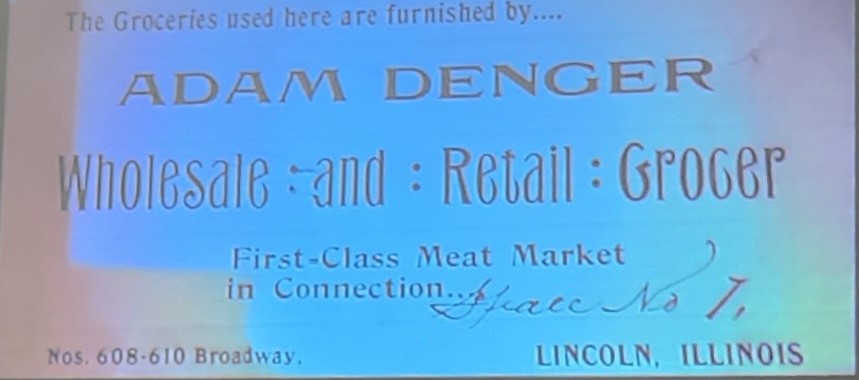 The Groceries used here are furnished by....
ADAM DENGER
Wholesale : and : Retail : Grocer
First-Class Meat Market
in Connection... Space No 7,
Nos. 608-610 Broadway.
LINCOLN, ILLINOIS